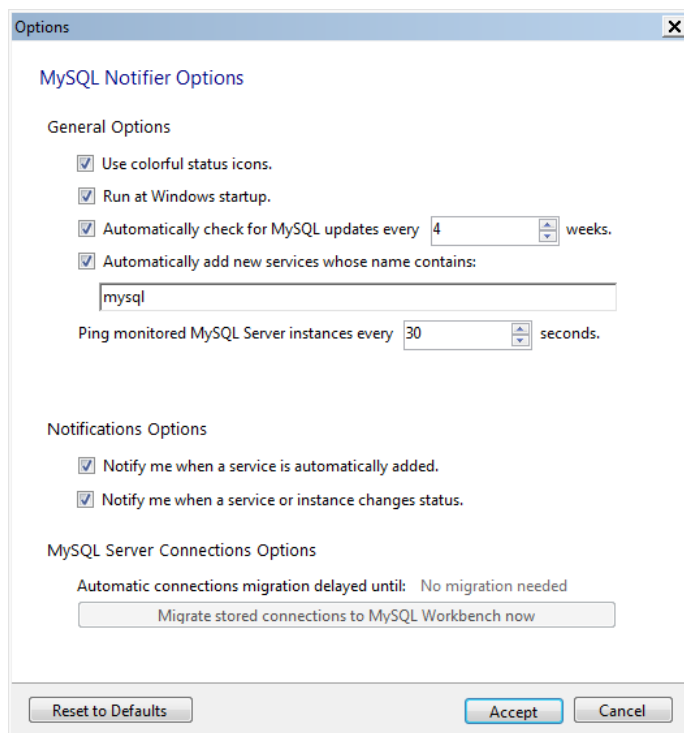 Options
MySQL Notifier Options
General Options
Use colorful status icons.
Run at Windows startup.
Automatically check for MySQL updates every 4 weeks.
Automatically add new services whose name contains:
mysql
Ping monitored MySQL Server instances every 30 seconds.
Notifications Options
Notify me when a service is automatically added.
Notify me when a service or instance changes status.
MySQL Server Connections Options
Automatic connections migration delayed until: No migration needed
Migrate stored connections to MySQL Workbench now
Reset to Defaults Accept Cancel